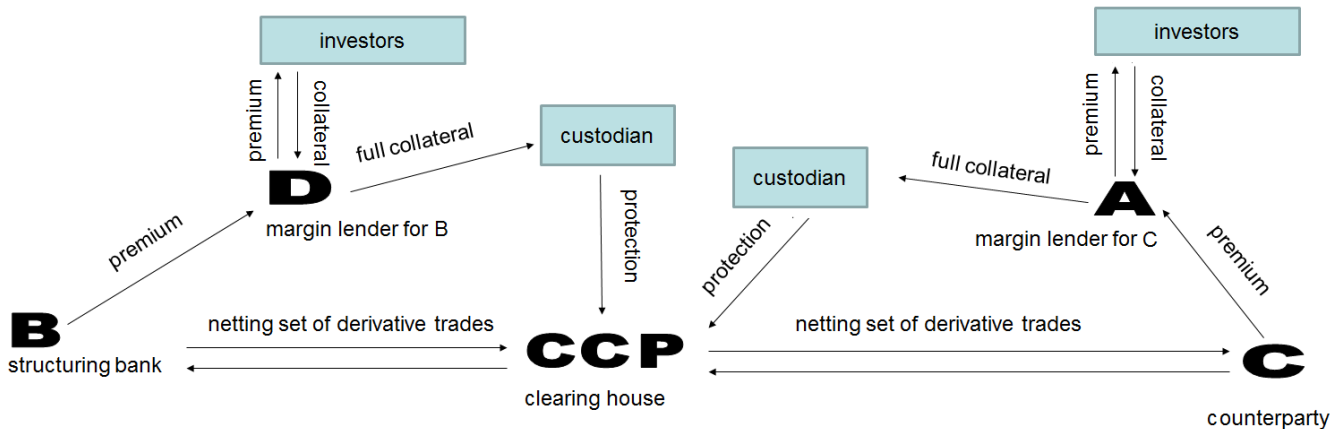 investors
investors
premium
collateral
premium
collateral
custodian
full collateral
full collateral
custodian
D
A
margin lender for B
margin lender for C
premium
protection
protection
premium
B
netting set of derivative trades
netting set of derivative trades
structuring bank
CCP
C
clearing house
counterparty